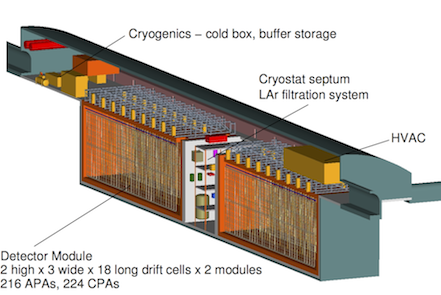 Cryogenics – cold box, buffer storage
Cryostat septum
LAr filtration system
HVAC
Detector Module
2 high x 3 wide x 18 long drift cells x 2 modules
216 APAs, 224 CPAs